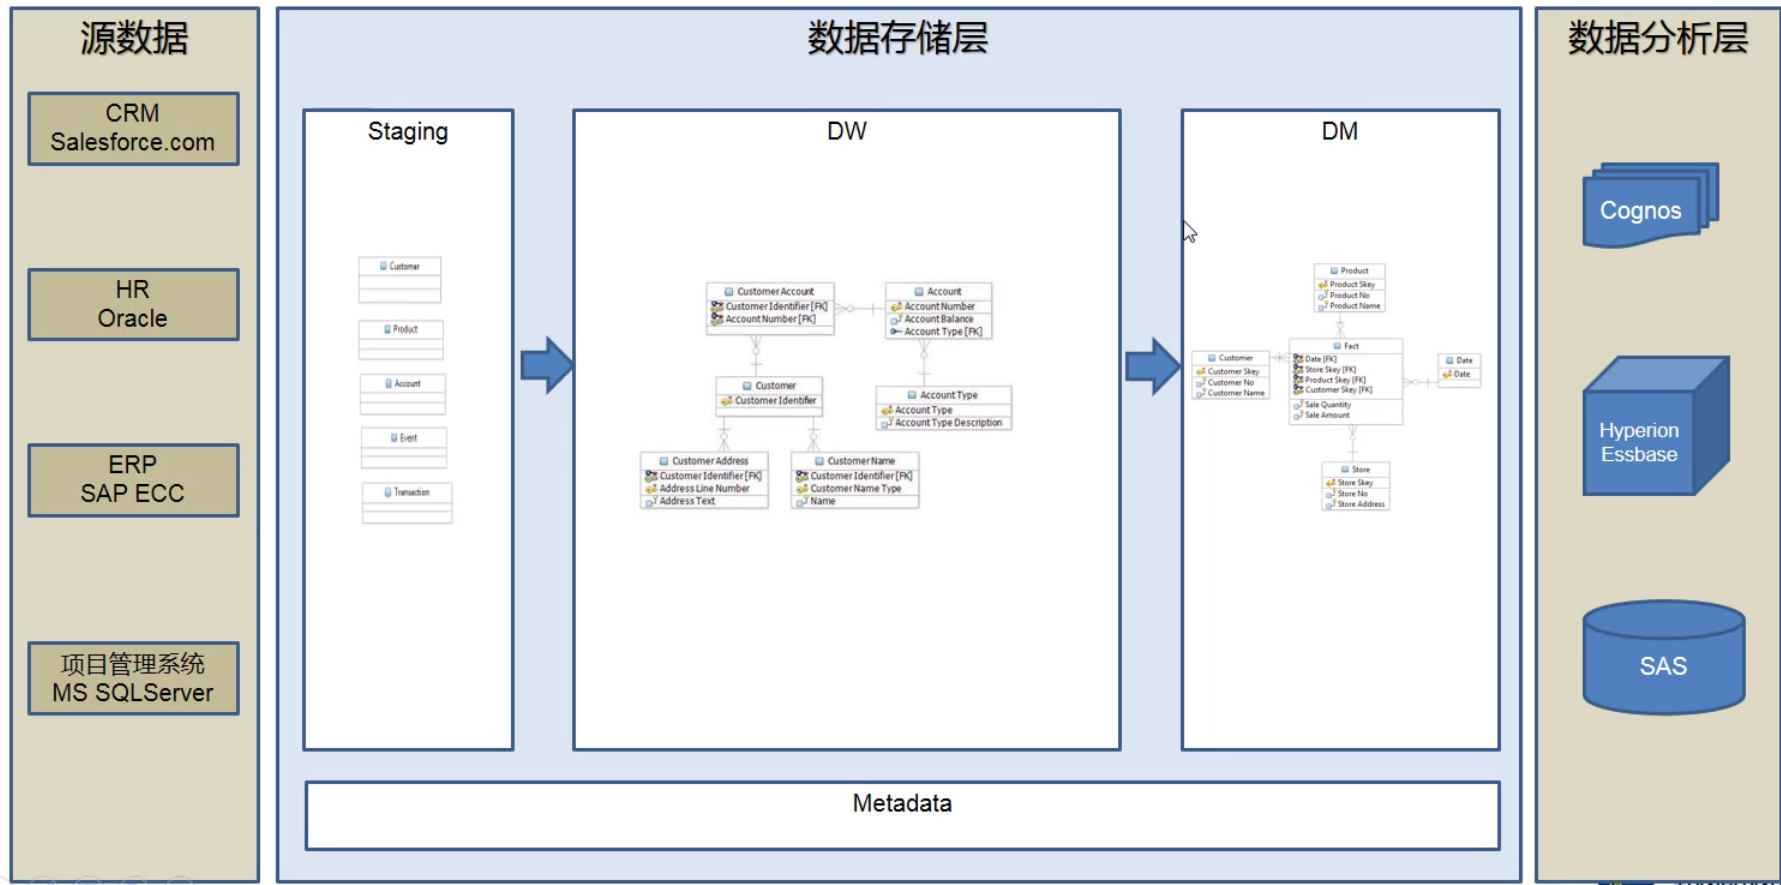 源数据
CRM
Salesforce.com
HR
Oracle
ERP
SAP ECC
项目管理系统
MS SQLServer
数据存储层
Staging
Customer
Product
Account
Event
Transaction
DW
Customer Account
Customer Identifier [FK]
Account Number [FK]
Account
Account Number
Account Balance
Account Type [FK]
Customer
Customer Identifier
Account Type
Account Type
Account Type Description
Customer Address
Customer Identifier [FK]
Address Line Number
Address Text
Customer Name
Customer Identifier [FK]
Customer Name Type
Name
DM
Product
Product Skey
Product No
Product Name
Customer
Customer Skey
Customer No
Customer Name
Fact
Date [FK]
Store Skey [FK]
Product Skey [FK]
Customer Skey [FK]
Sale Quantity
Sale Amount
Date
Date
Store
Store Skey
Store No
Store Address
Metadata
数据分析层
Cognos
Hyperion
Essbase
SAS